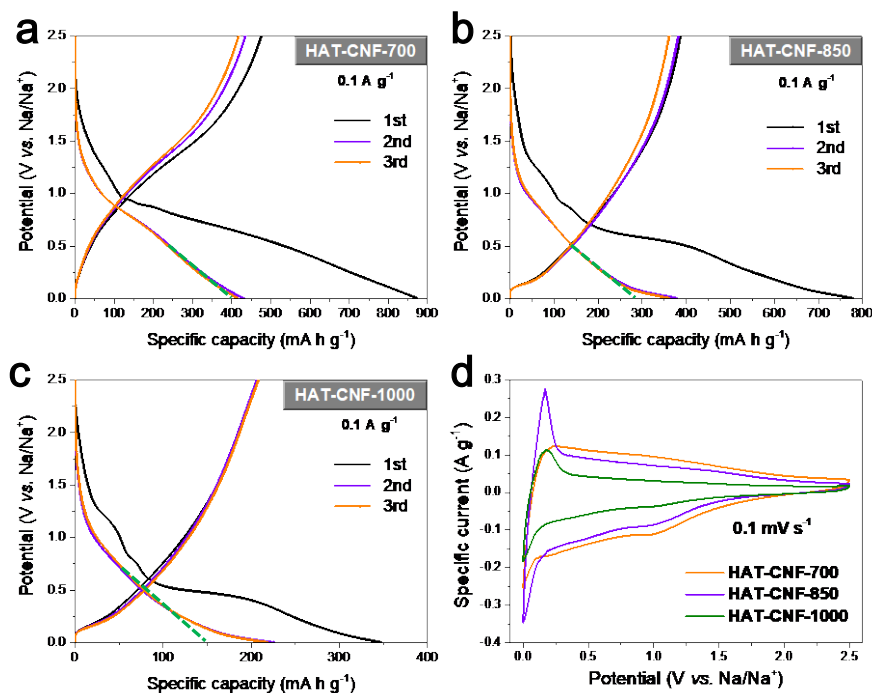 a
HAT-CNF-700
0.1 A g⁻¹
1st
2nd
3rd
2.5
2.0
1.5
1.0
0.5
0.0
Potential (V vs. Na/Na⁺)
0 100 200 300 400 500 600 700 800 900
Specific capacity (mA h g⁻¹)
b
HAT-CNF-850
0.1 A g⁻¹
1st
2nd
3rd
2.5
2.0
1.5
1.0
0.5
0.0
Potential (V vs. Na/Na⁺)
0 100 200 300 400 500 600 700 800
Specific capacity (mA h g⁻¹)
c
HAT-CNF-1000
0.1 A g⁻¹
1st
2nd
3rd
2.5
2.0
1.5
1.0
0.5
0.0
Potential (V vs. Na/Na⁺)
0 100 200 300 400
Specific capacity (mA h g⁻¹)
d
0.3
0.2
0.1
0.0
-0.1
-0.2
-0.3
-0.4
Specific current (A g⁻¹)
0.1 mV s⁻¹
HAT-CNF-700
HAT-CNF-850
HAT-CNF-1000
0.0 0.5 1.0 1.5 2.0 2.5
Potential (V vs. Na/Na⁺)